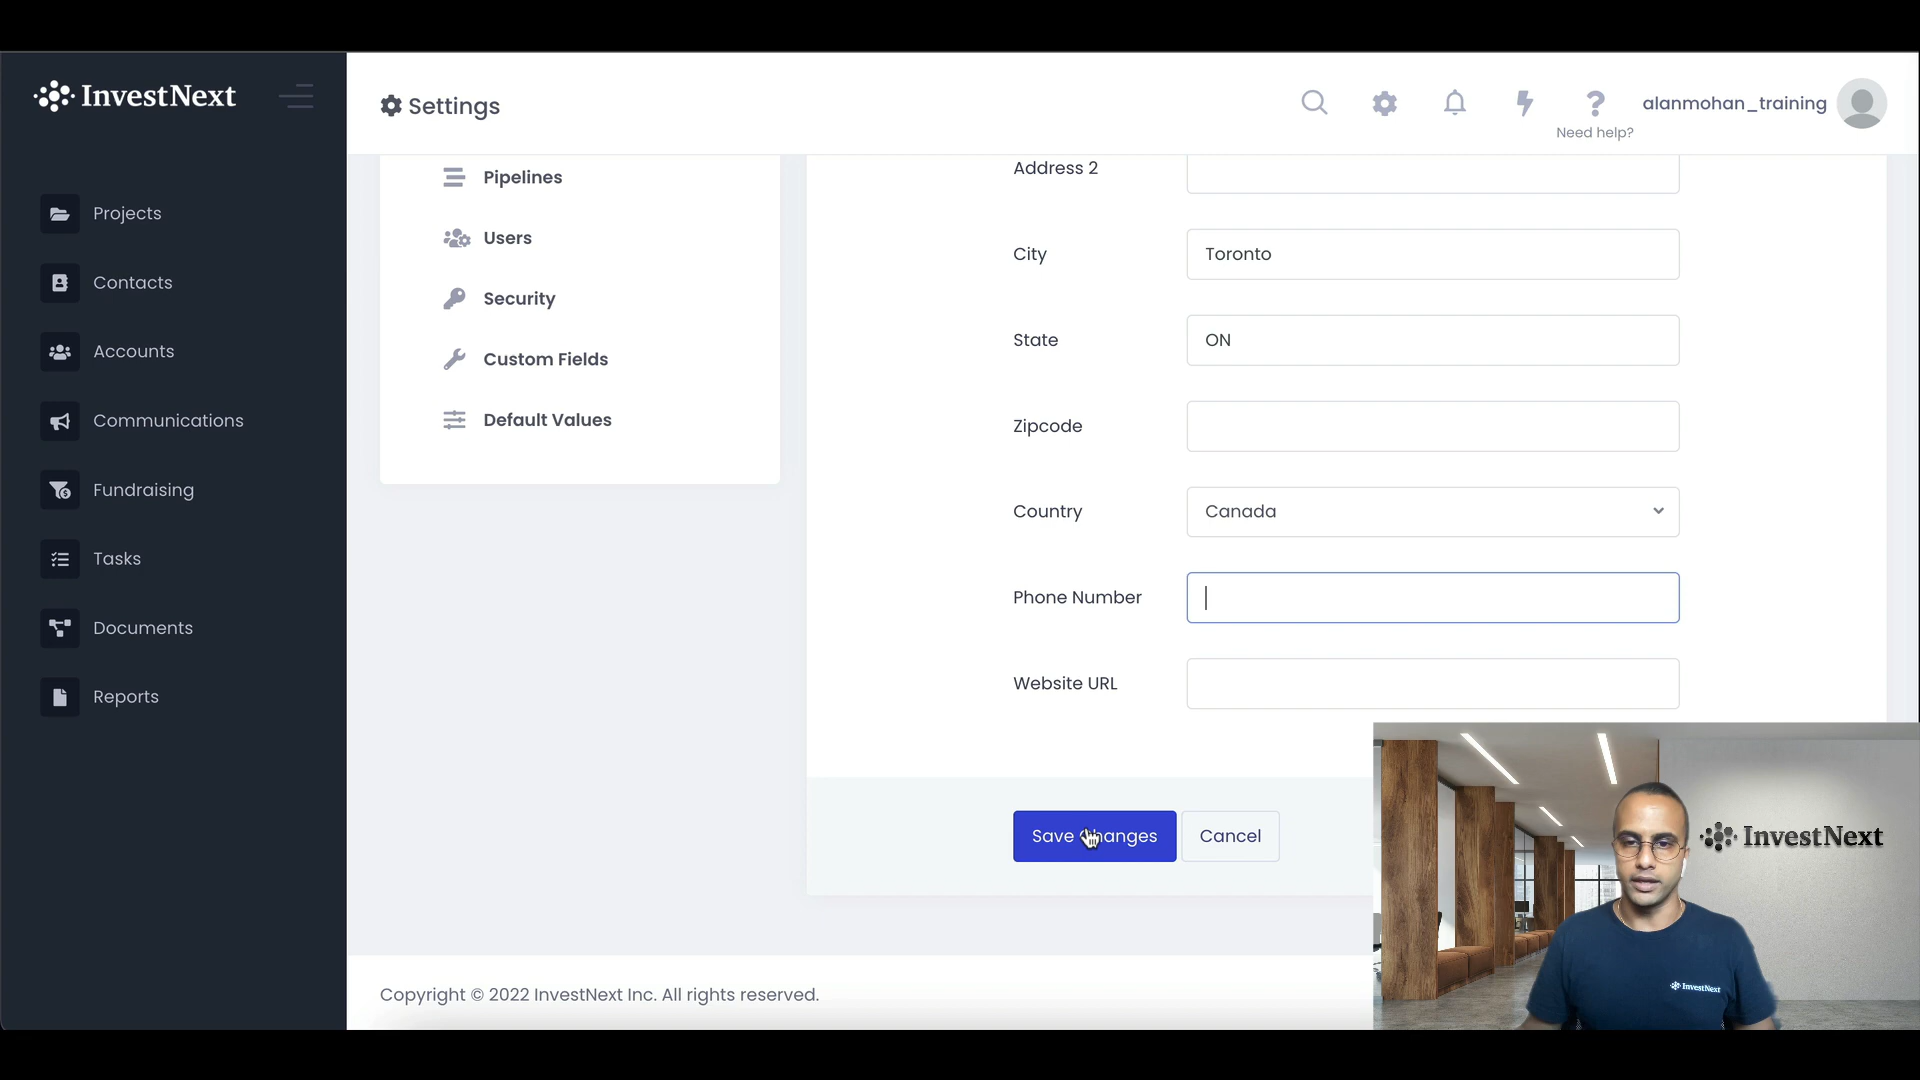 InvestNext
Settings
Need help?
alanmohan_training
Projects
Contacts
Accounts
Communications
Fundraising
Tasks
Documents
Reports
Pipelines
Users
Security
Custom Fields
Default Values
Address 2
City
Toronto
State
ON
Zipcode
Country
Canada
Phone Number
Website URL
Save Changes
Cancel
Copyright © 2022 InvestNext Inc. All rights reserved.
InvestNext
InvestNext